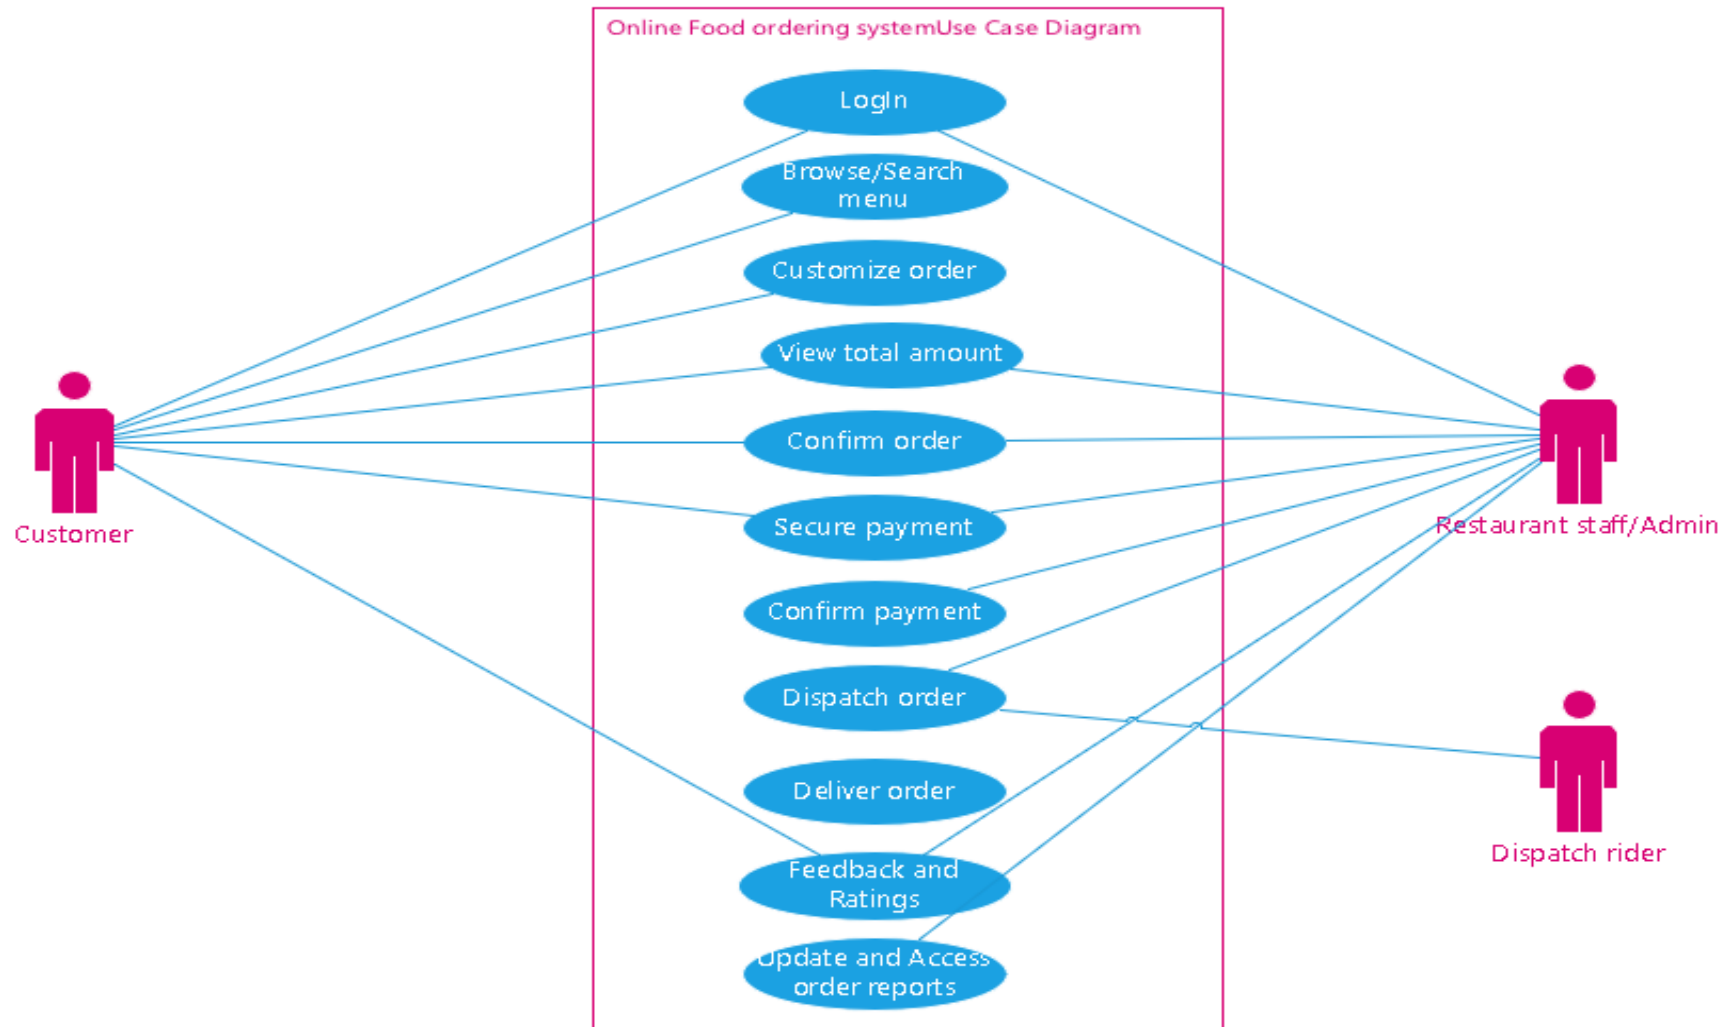 Online Food ordering systemUse Case Diagram
LogIn
Browse/Search
menu
Customize order
View total amount
Confirm order
Secure payment
Customer
Restaurant staff/Admin
Confirm payment
Dispatch order
Deliver order
Dispatch rider
Feedback and
Ratings
Update and Access
order reports